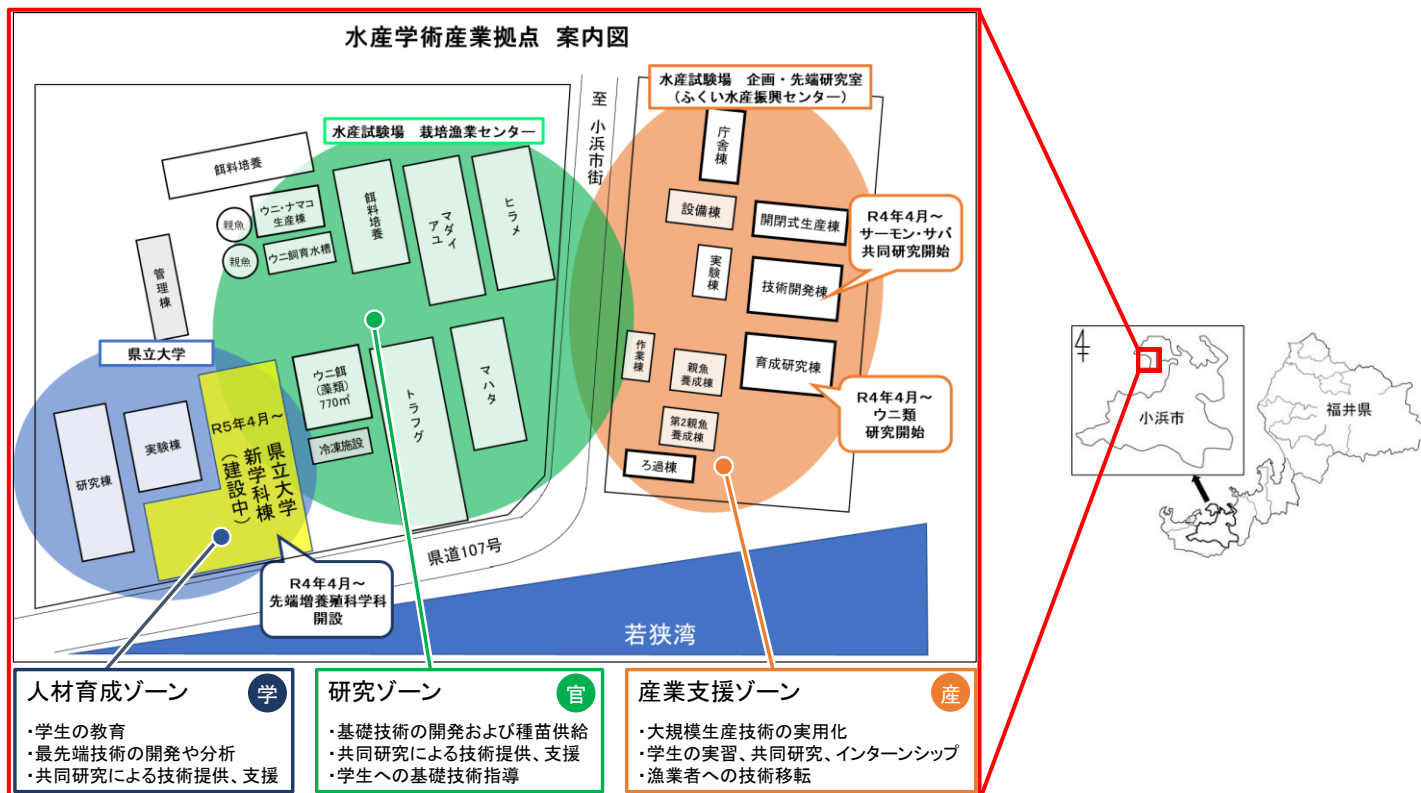 水産学術産業拠点 案内図
水産試験場 企画・先端研究室
(ふくい水産振興センター)
水産試験場 栽培漁業センター
至 小浜市街
庁舎棟
餌料培養
ウニ・ナマコ
生産棟
親魚
親魚
ウニ飼育水槽
餌料培養
マダイ
アユ
ヒラメ
設備棟
開閉式生産棟
R4年4月~
サーモン・サバ
共同研究開始
管理棟
実験棟
技術開発棟
県立大学
ウニ餌
(藻類)
770㎡
冷凍施設
トラフグ
マハタ
作業棟
親魚
養成棟
育成研究棟
R4年4月~
ウニ類
研究開始
第2親魚
養成棟
ろ過棟
研究棟
実験棟
R5年4月~
県立大学
新学科棟
(建設中)
県道107号
R4年4月~
先端増養殖科学科
開設
若狭湾
人材育成ゾーン 学
・学生の教育
・最先端技術の開発や分析
・共同研究による技術提供、支援
研究ゾーン 官
・基礎技術の開発および種苗供給
・共同研究による技術提供、支援
・学生への基礎技術指導
産業支援ゾーン 産
・大規模生産技術の実用化
・学生の実習、共同研究、インターンシップ
・漁業者への技術移転
小浜市
福井県